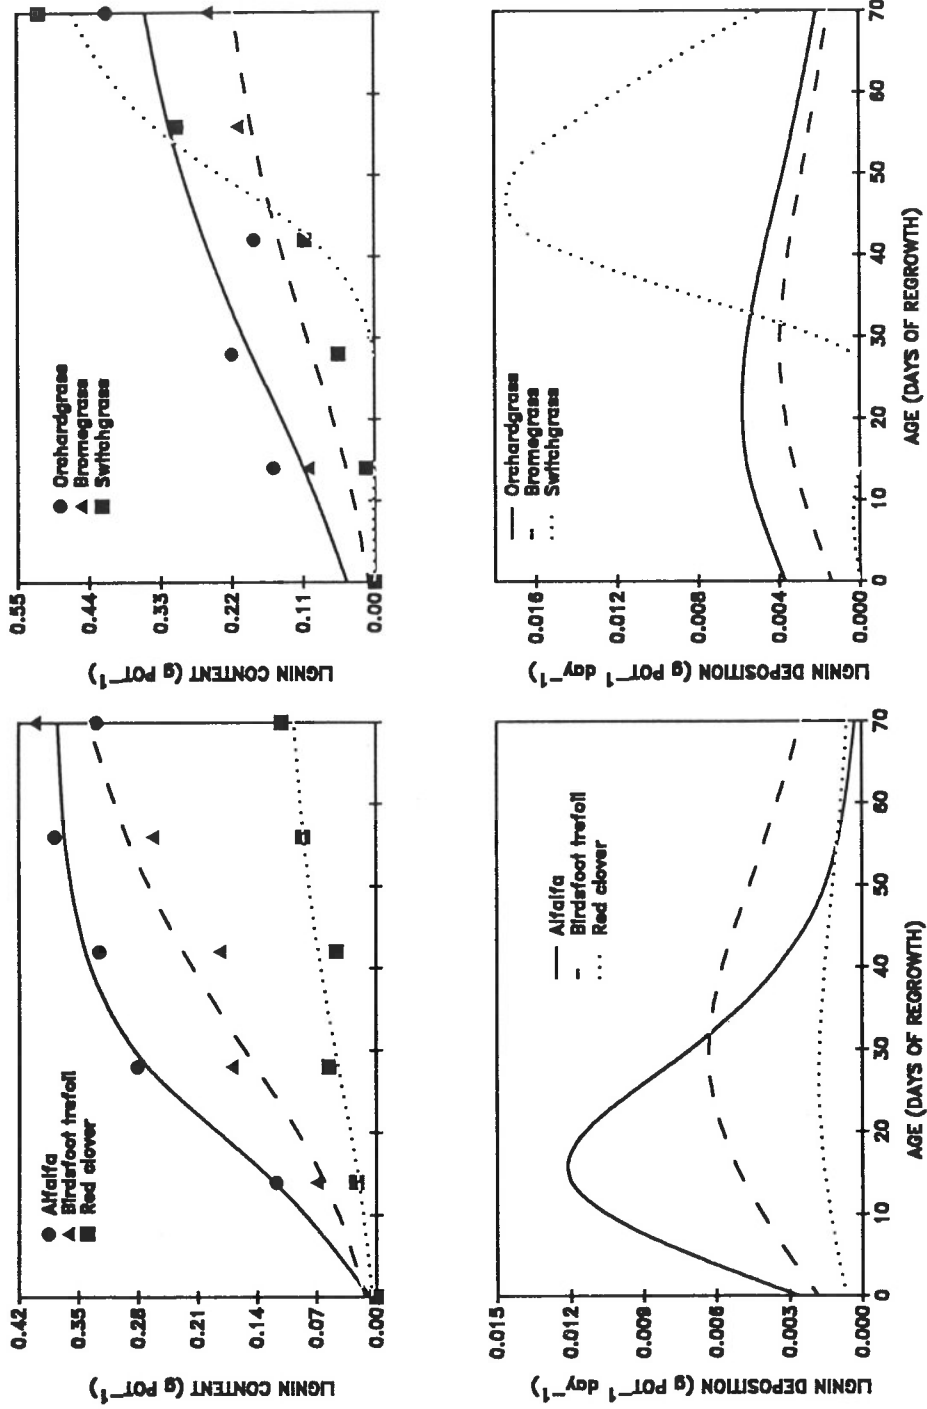 LIGNIN CONTENT (g POT⁻¹)
0.42
0.35
0.28
0.21
0.14
0.07
0.00
Alfalfa
Birdsfoot trefoil
Red clover
LIGNIN CONTENT (g POT⁻¹)
0.55
0.44
0.33
0.22
0.11
0.00
Orchardgrass
Bromegrass
Switchgrass
LIGNIN DEPOSITION (g POT⁻¹ day⁻¹)
0.015
0.012
0.009
0.006
0.003
0.000
Alfalfa
Birdsfoot trefoil
Red clover
0 10 20 30 40 50 60 70
AGE (DAYS OF REGROWTH)
LIGNIN DEPOSITION (g POT⁻¹ day⁻¹)
0.016
0.012
0.008
0.004
0.000
Orchardgrass
Bromegrass
Switchgrass
0 10 20 30 40 50 60 70
AGE (DAYS OF REGROWTH)